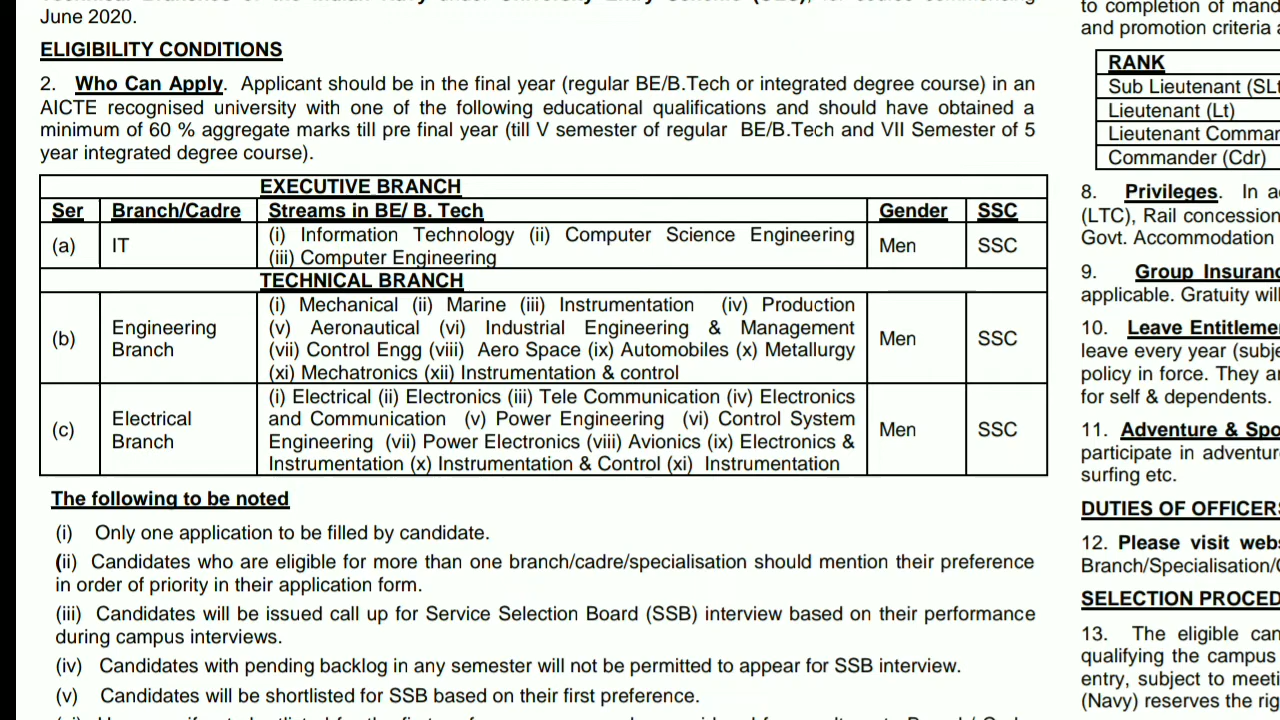 June 2020.
ELIGIBILITY CONDITIONS
2. Who Can Apply. Applicant should be in the final year (regular BE/B.Tech or integrated degree course) in an
AICTE recognised university with one of the following educational qualifications and should have obtained a
minimum of 60 % aggregate marks till pre final year (till V semester of regular BE/B.Tech and VII Semester of 5
year integrated degree course).
EXECUTIVE BRANCH
Ser Branch/Cadre Streams in BE/ B. Tech Gender SSC
(a) IT (i) Information Technology (ii) Computer Science Engineering Men SSC
(iii) Computer Engineering
TECHNICAL BRANCH
(b) Engineering Branch (i) Mechanical (ii) Marine (iii) Instrumentation (iv) Production Men SSC
(v) Aeronautical (vi) Industrial Engineering & Management
(vii) Control Engg (viii) Aero Space (ix) Automobiles (x) Metallurgy
(xi) Mechatronics (xii) Instrumentation & control
(c) Electrical Branch (i) Electrical (ii) Electronics (iii) Tele Communication (iv) Electronics Men SSC
and Communication (v) Power Engineering (vi) Control System
Engineering (vii) Power Electronics (viii) Avionics (ix) Electronics &
Instrumentation (x) Instrumentation & Control (xi) Instrumentation
The following to be noted
(i) Only one application to be filled by candidate.
(ii) Candidates who are eligible for more than one branch/cadre/specialisation should mention their preference
in order of priority in their application form.
(iii) Candidates will be issued call up for Service Selection Board (SSB) interview based on their performance
during campus interviews.
(iv) Candidates with pending backlog in any semester will not be permitted to appear for SSB interview.
(v) Candidates will be shortlisted for SSB based on their first preference.
to completion of
and promotion criteria
RANK
Sub Lieutenant
Lieutenant (Lt)
Lieutenant
Commander (Cdr)
8. Privileges. In
(LTC), Rail concession
Govt. Accommodation
9. Group
applicable. Gratuity
10. Leave
leave every year
policy in force. They
for self & dependents.
11. Adventure &
participate in
surfing etc.
DUTIES OF
12. Please visit
Branch/Specialisation/
SELECTION
13. The eligible
qualifying the campus
entry, subject to
(Navy) reserves the